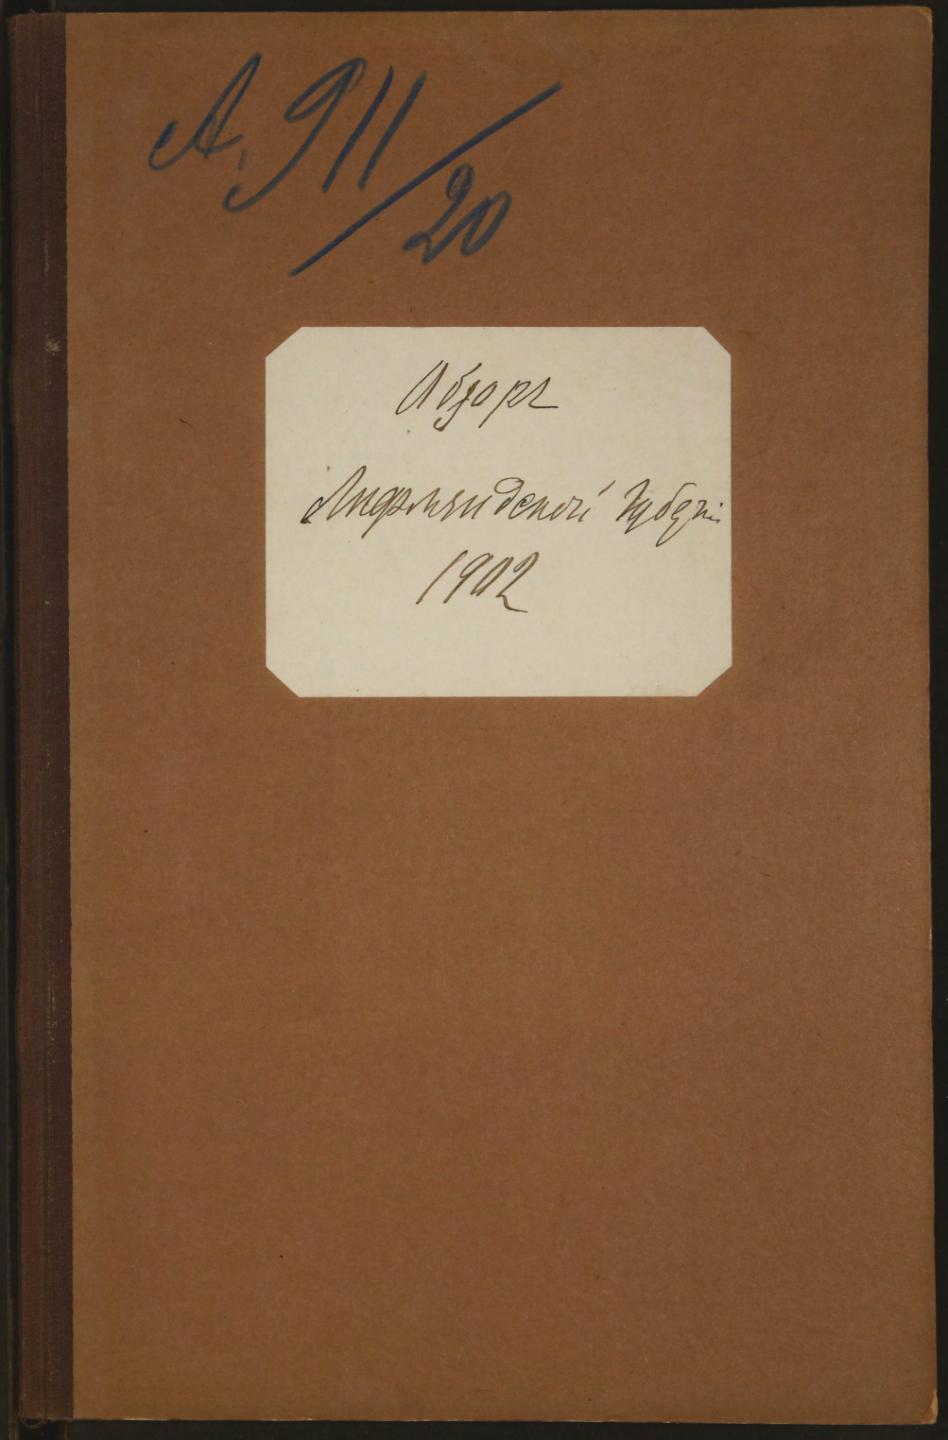 А. 911/20
Обзоръ
Лифляндской Губерніи
1902